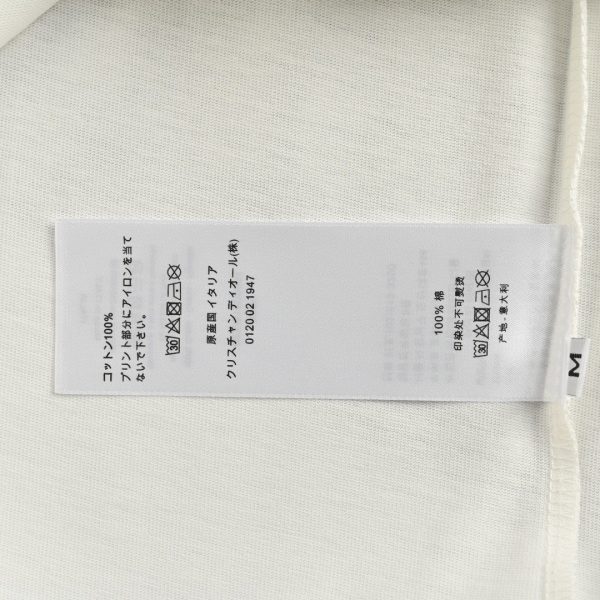 コットン100%
プリント部分にアイロンを当て
ないで下さい。
30
原産国 イタリア
クリスチャン ディオール(株)
0120 02 1947
100% 棉
印染处不可熨烫
30
产地 - 意大利
M